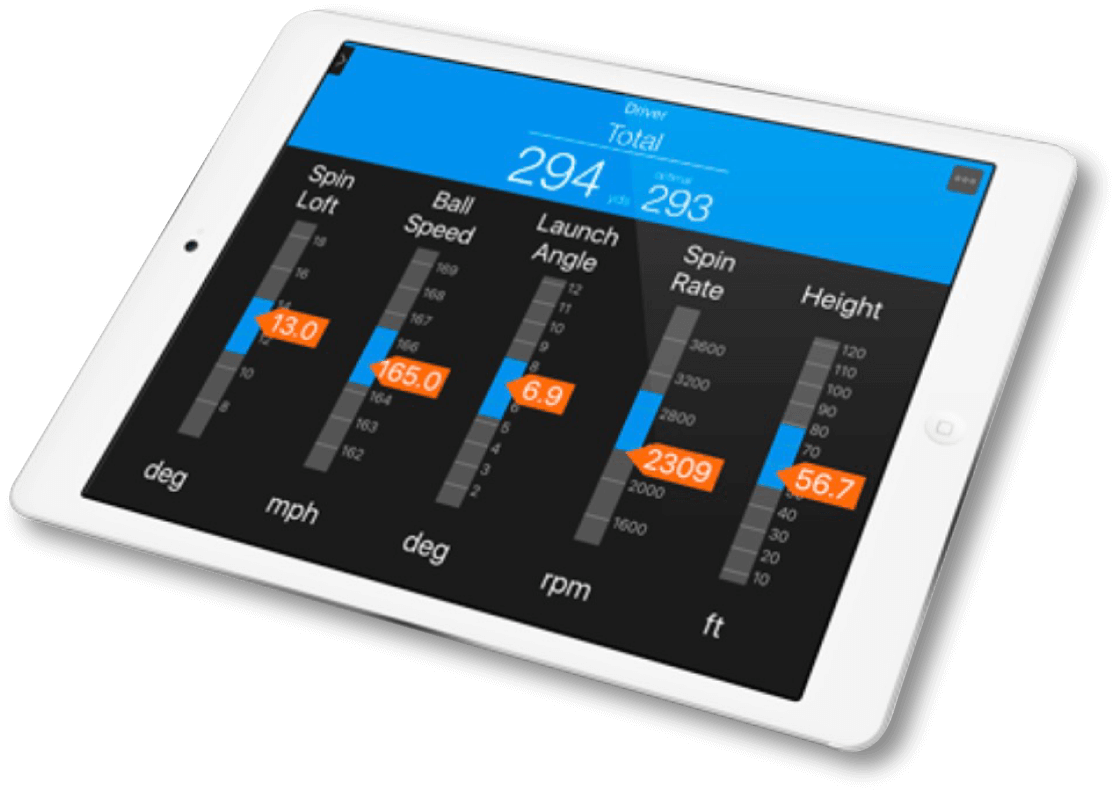 Driver
Total
294 yds
optimal
293
Spin
Loft
18
16
14
13.0
12
10
8
deg
Ball
Speed
169
168
167
166
165.0
164
163
162
mph
Launch
Angle
12
11
10
9
8
6.9
6
5
4
3
2
deg
Spin
Rate
3600
3200
2800
2309
2000
1600
rpm
Height
120
110
100
90
80
70
56.7
50
40
30
20
10
ft